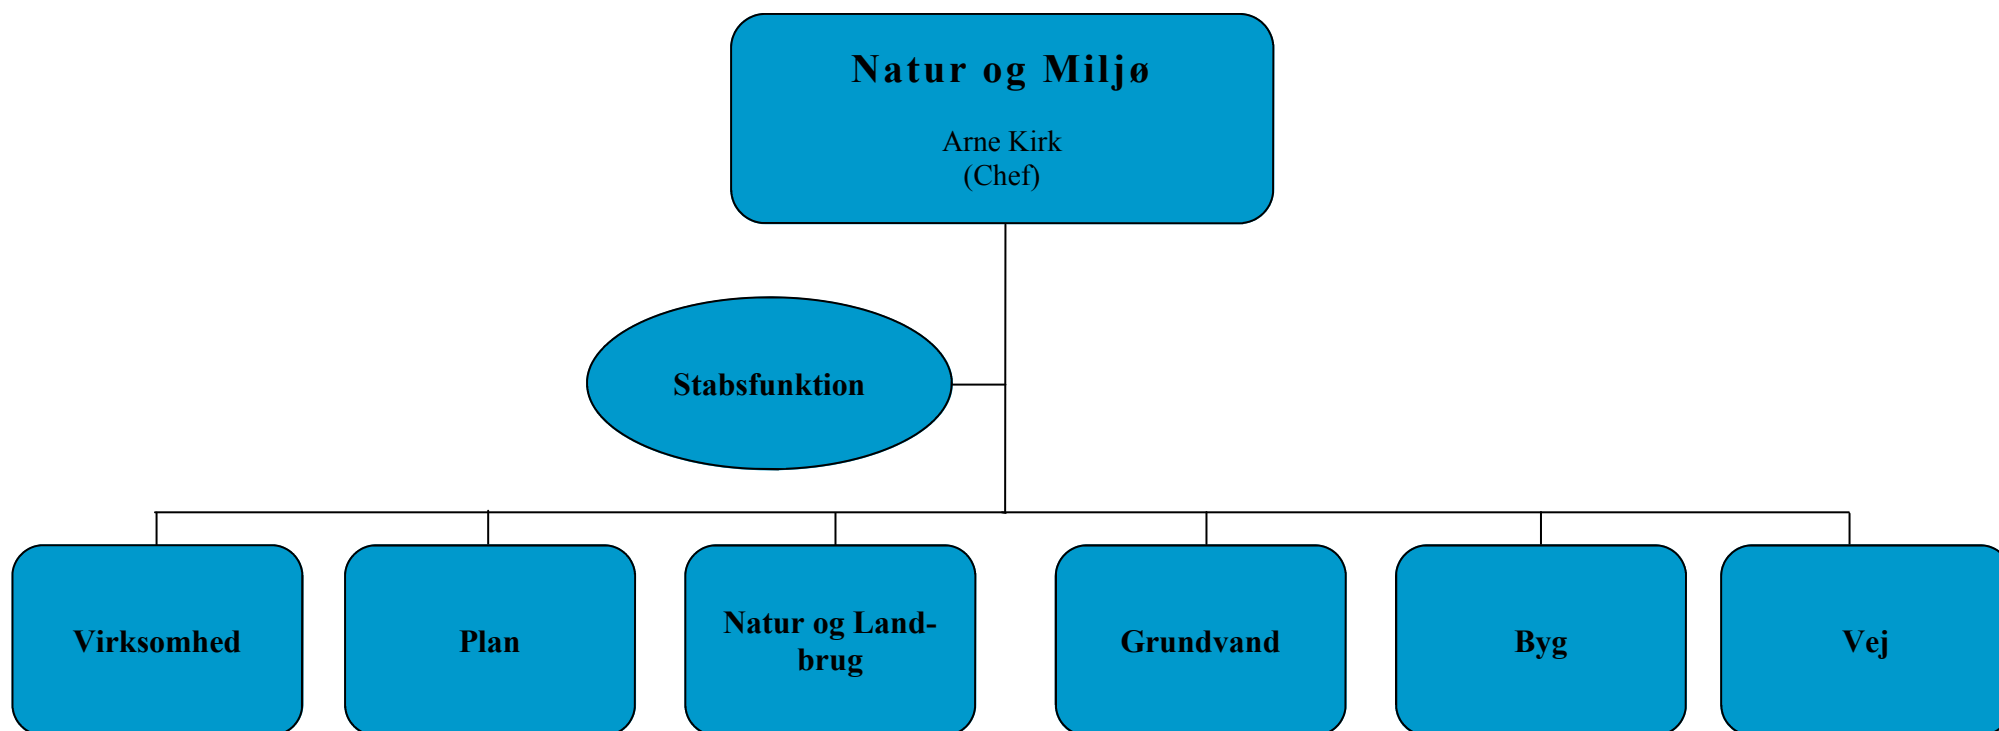 Natur og Miljø
Arne Kirk
(Chef)
Stabsfunktion
Virksomhed
Plan
Natur og Land-
brug
Grundvand
Byg
Vej